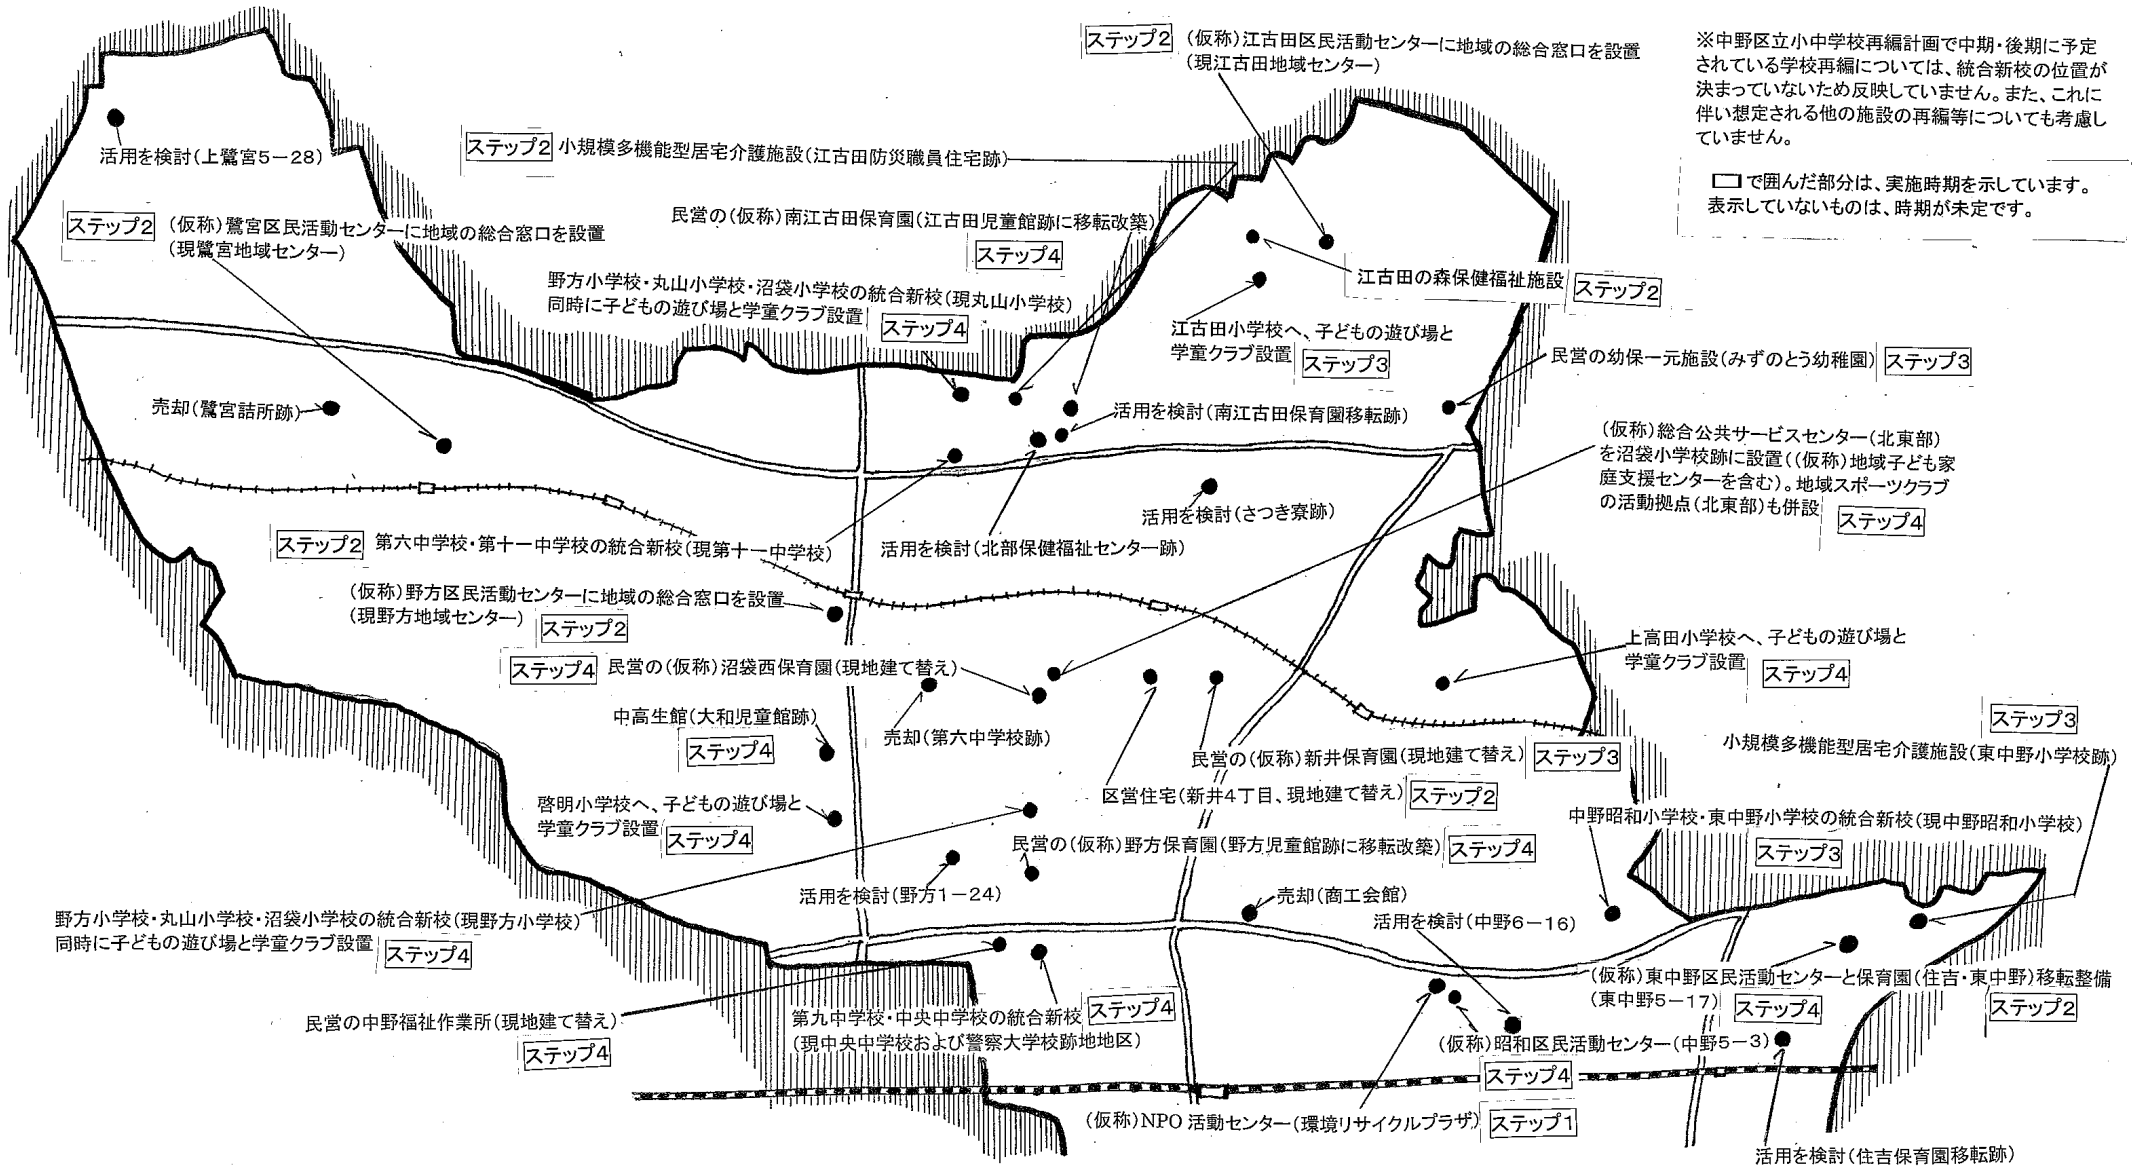 ステップ2 (仮称)江古田区民活動センターに地域の総合窓口を設置
(現江古田地域センター)
※中野区立小中学校再編計画で中期・後期に予定
されている学校再編については、統合新校の位置が
決まっていないため反映していません。また、これに
伴い想定される他の施設の再編等についても考慮し
ていません。
で囲んだ部分は、実施時期を示しています。
表示していないものは、時期が未定です。
活用を検討(上鷺宮5-28)
ステップ2 小規模多機能型居宅介護施設(江古田防災職員住宅跡)
ステップ2 (仮称)鷺宮区民活動センターに地域の総合窓口を設置
(現鷺宮地域センター)
民営の(仮称)南江古田保育園(江古田児童館跡に移転改築)
ステップ4
野方小学校・丸山小学校・沼袋小学校の統合新校(現丸山小学校)
同時に子どもの遊び場と学童クラブ設置 ステップ4
江古田の森保健福祉施設 ステップ2
江古田小学校へ、子どもの遊び場と
学童クラブ設置 ステップ3
民営の幼保一元施設(みずのとう幼稚園) ステップ3
売却(鷺宮詰所跡)
活用を検討(南江古田保育園移転跡)
(仮称)総合公共サービスセンター(北東部)
を沼袋小学校跡に設置((仮称)地域子ども家
庭支援センターを含む)。地域スポーツクラブ
の活動拠点(北東部)も併設 ステップ4
活用を検討(さつき寮跡)
ステップ2 第六中学校・第十一中学校の統合新校(現第十一中学校)
活用を検討(北部保健福祉センター跡)
(仮称)野方区民活動センターに地域の総合窓口を設置
(現野方地域センター) ステップ2
ステップ4 民営の(仮称)沼袋西保育園(現地建て替え)
上高田小学校へ、子どもの遊び場と
学童クラブ設置 ステップ4
中高生館(大和児童館跡)
ステップ4
売却(第六中学校跡)
ステップ3
小規模多機能型居宅介護施設(東中野小学校跡)
民営の(仮称)新井保育園(現地建て替え) ステップ3
区営住宅(新井4丁目、現地建て替え) ステップ2
啓明小学校へ、子どもの遊び場と
学童クラブ設置 ステップ4
中野昭和小学校・東中野小学校の統合新校(現中野昭和小学校)
ステップ3
民営の(仮称)野方保育園(野方児童館跡に移転改築) ステップ4
活用を検討(野方1-24)
売却(商工会館)
活用を検討(中野6-16)
野方小学校・丸山小学校・沼袋小学校の統合新校(現野方小学校)
同時に子どもの遊び場と学童クラブ設置 ステップ4
(仮称)東中野区民活動センターと保育園(住吉・東中野)移転整備
(東中野5-17) ステップ4 ステップ2
民営の中野福祉作業所(現地建て替え)
ステップ4
第九中学校・中央中学校の統合新校 ステップ4
(現中央中学校および警察大学校跡地地区)
(仮称)昭和区民活動センター(中野5-3)
ステップ4
(仮称)NPO 活動センター(環境リサイクルプラザ) ステップ1
活用を検討(住吉保育園移転跡)